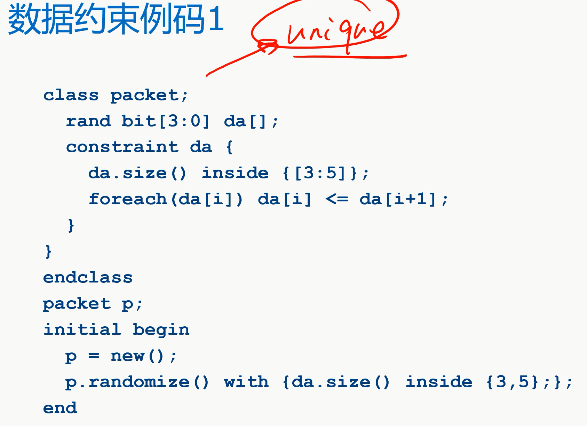 数据约束例码1
unique
class packet;
rand bit[3:0] da[];
constraint da {
da.size() inside {[3:5]};
foreach(da[i]) da[i] <= da[i+1];
}
}
endclass
packet p;
initial begin
p = new();
p.randomize() with {da.size() inside {3,5};};
end